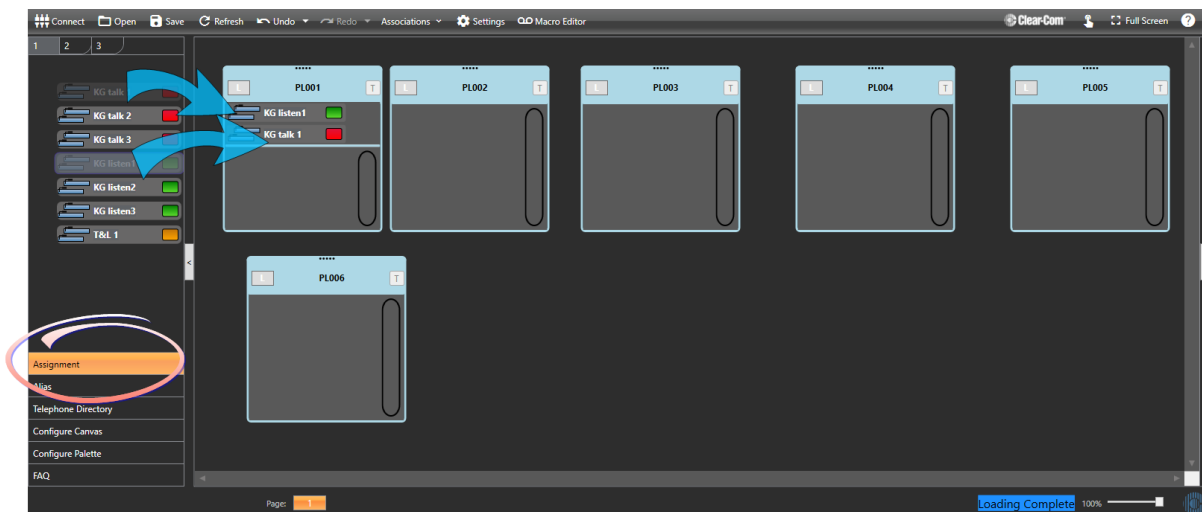 Connect Open Save Refresh Undo Redo Associations Settings Macro Editor Clear-Com Full Screen ?
1 2 3
KG talk
KG talk 2
KG talk 3
KG listen1
KG listen2
KG listen3
T&L 1
<
L PL001 T
KG listen1
KG talk 1
L PL002 T
L PL003 T
L PL004 T
L PL005 T
L PL006 T
Assignment
Alias
Telephone Directory
Configure Canvas
Configure Palette
FAQ
Page: 1 Loading Complete 100%